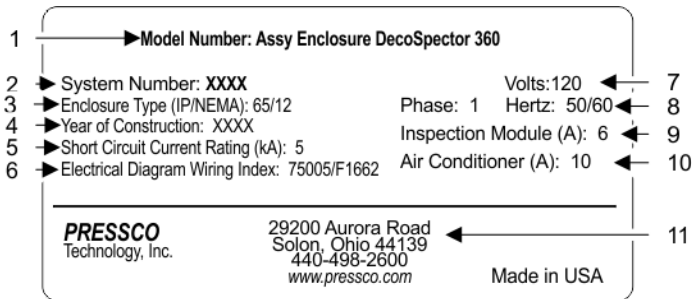 1 Model Number: Assy Enclosure DecoSpector 360
2 System Number: XXXX Volts:120 7
3 Enclosure Type (IP/NEMA): 65/12 Phase: 1 Hertz: 50/60 8
4 Year of Construction: XXXX Inspection Module (A): 6 9
5 Short Circuit Current Rating (kA): 5
6 Electrical Diagram Wiring Index: 75005/F1662 Air Conditioner (A): 10 10
PRESSCO
Technology, Inc.
29200 Aurora Road
Solon, Ohio 44139
440-498-2600
www.pressco.com
11
Made in USA